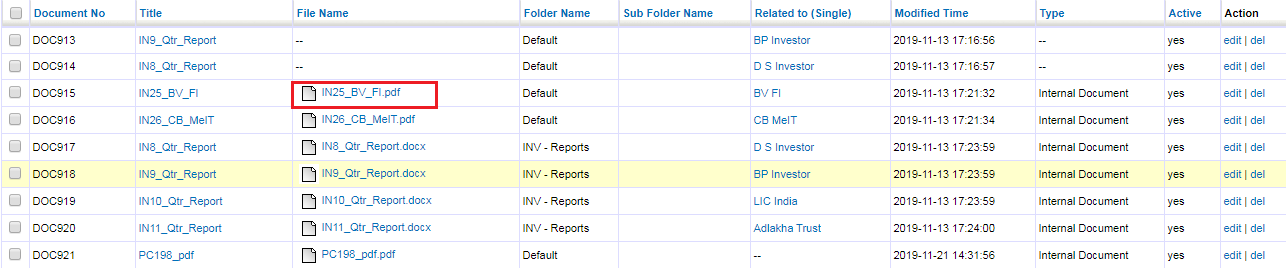 Document No Title File Name Folder Name Sub Folder Name Related to (Single) Modified Time Type Active Action
DOC913 IN9_Qtr_Report -- Default BP Investor 2019-11-13 17:16:56 -- yes edit | del
DOC914 IN8_Qtr_Report -- Default D S Investor 2019-11-13 17:16:57 -- yes edit | del
DOC915 IN25_BV_FI IN25_BV_FI.pdf Default BV FI 2019-11-13 17:21:32 Internal Document yes edit | del
DOC916 IN26_CB_MeIT IN26_CB_MeIT.pdf Default CB MeIT 2019-11-13 17:21:34 Internal Document yes edit | del
DOC917 IN8_Qtr_Report IN8_Qtr_Report.docx INV - Reports D S Investor 2019-11-13 17:23:59 Internal Document yes edit | del
DOC918 IN9_Qtr_Report IN9_Qtr_Report.docx INV - Reports BP Investor 2019-11-13 17:23:59 Internal Document yes edit | del
DOC919 IN10_Qtr_Report IN10_Qtr_Report.docx INV - Reports LIC India 2019-11-13 17:23:59 Internal Document yes edit | del
DOC920 IN11_Qtr_Report IN11_Qtr_Report.docx INV - Reports Adlakha Trust 2019-11-13 17:24:00 Internal Document yes edit | del
DOC921 PC198_pdf PC198_pdf.pdf Default -- 2019-11-21 14:31:56 Internal Document yes edit | del